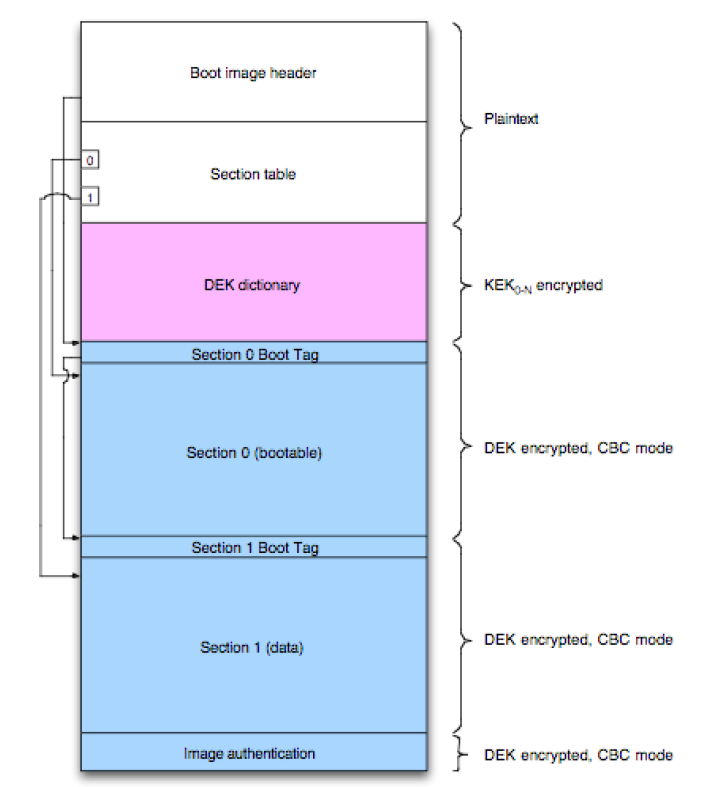 Boot image header
Plaintext
0
Section table
1
DEK dictionary
KEK0-N encrypted
Section 0 Boot Tag
Section 0 (bootable)
DEK encrypted, CBC mode
Section 1 Boot Tag
Section 1 (data)
DEK encrypted, CBC mode
Image authentication
DEK encrypted, CBC mode